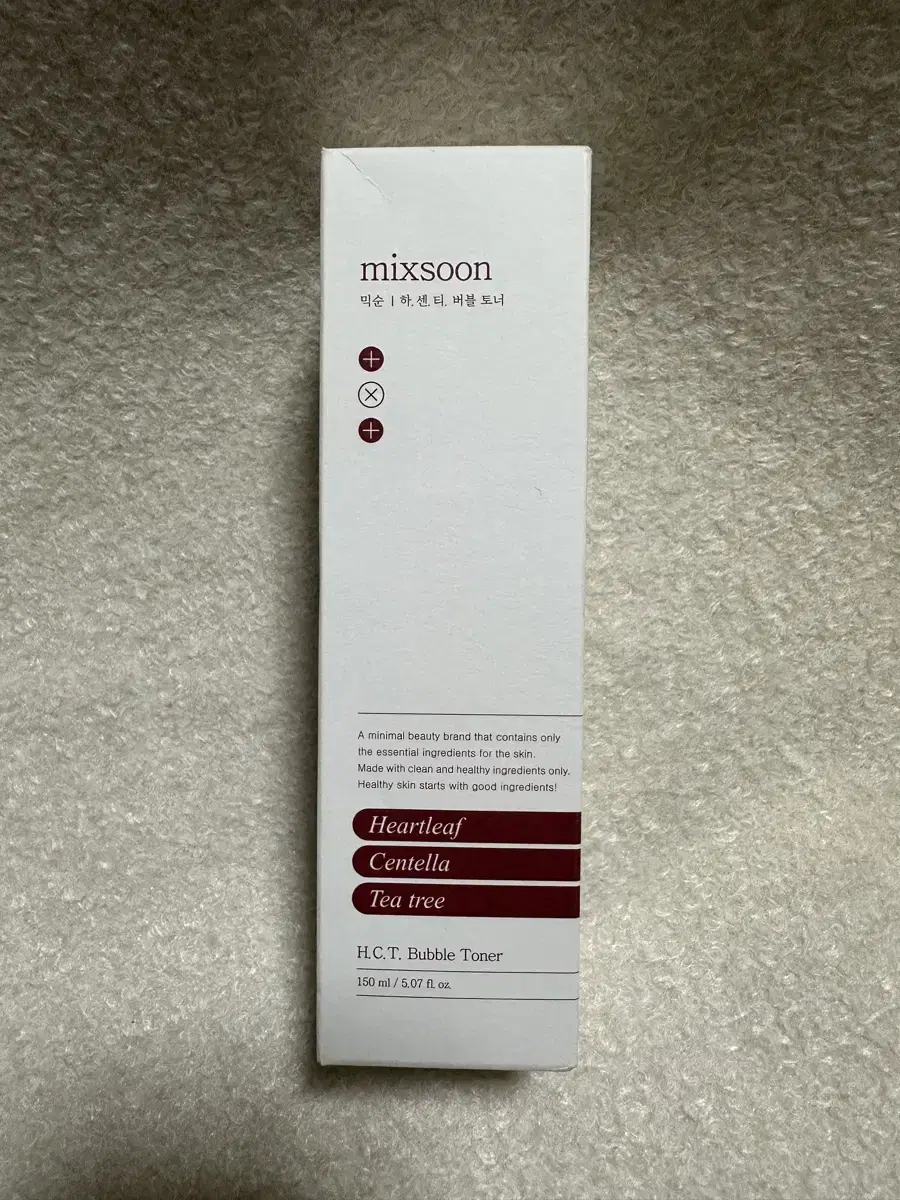 mixsoon
믹순 | 하.센.티. 버블 토너
A minimal beauty brand that contains only
the essential ingredients for the skin.
Made with clean and healthy ingredients only.
Healthy skin starts with good ingredients!
Heartleaf
Centella
Tea tree
H.C.T. Bubble Toner
150 ml / 5.07 fl. oz.